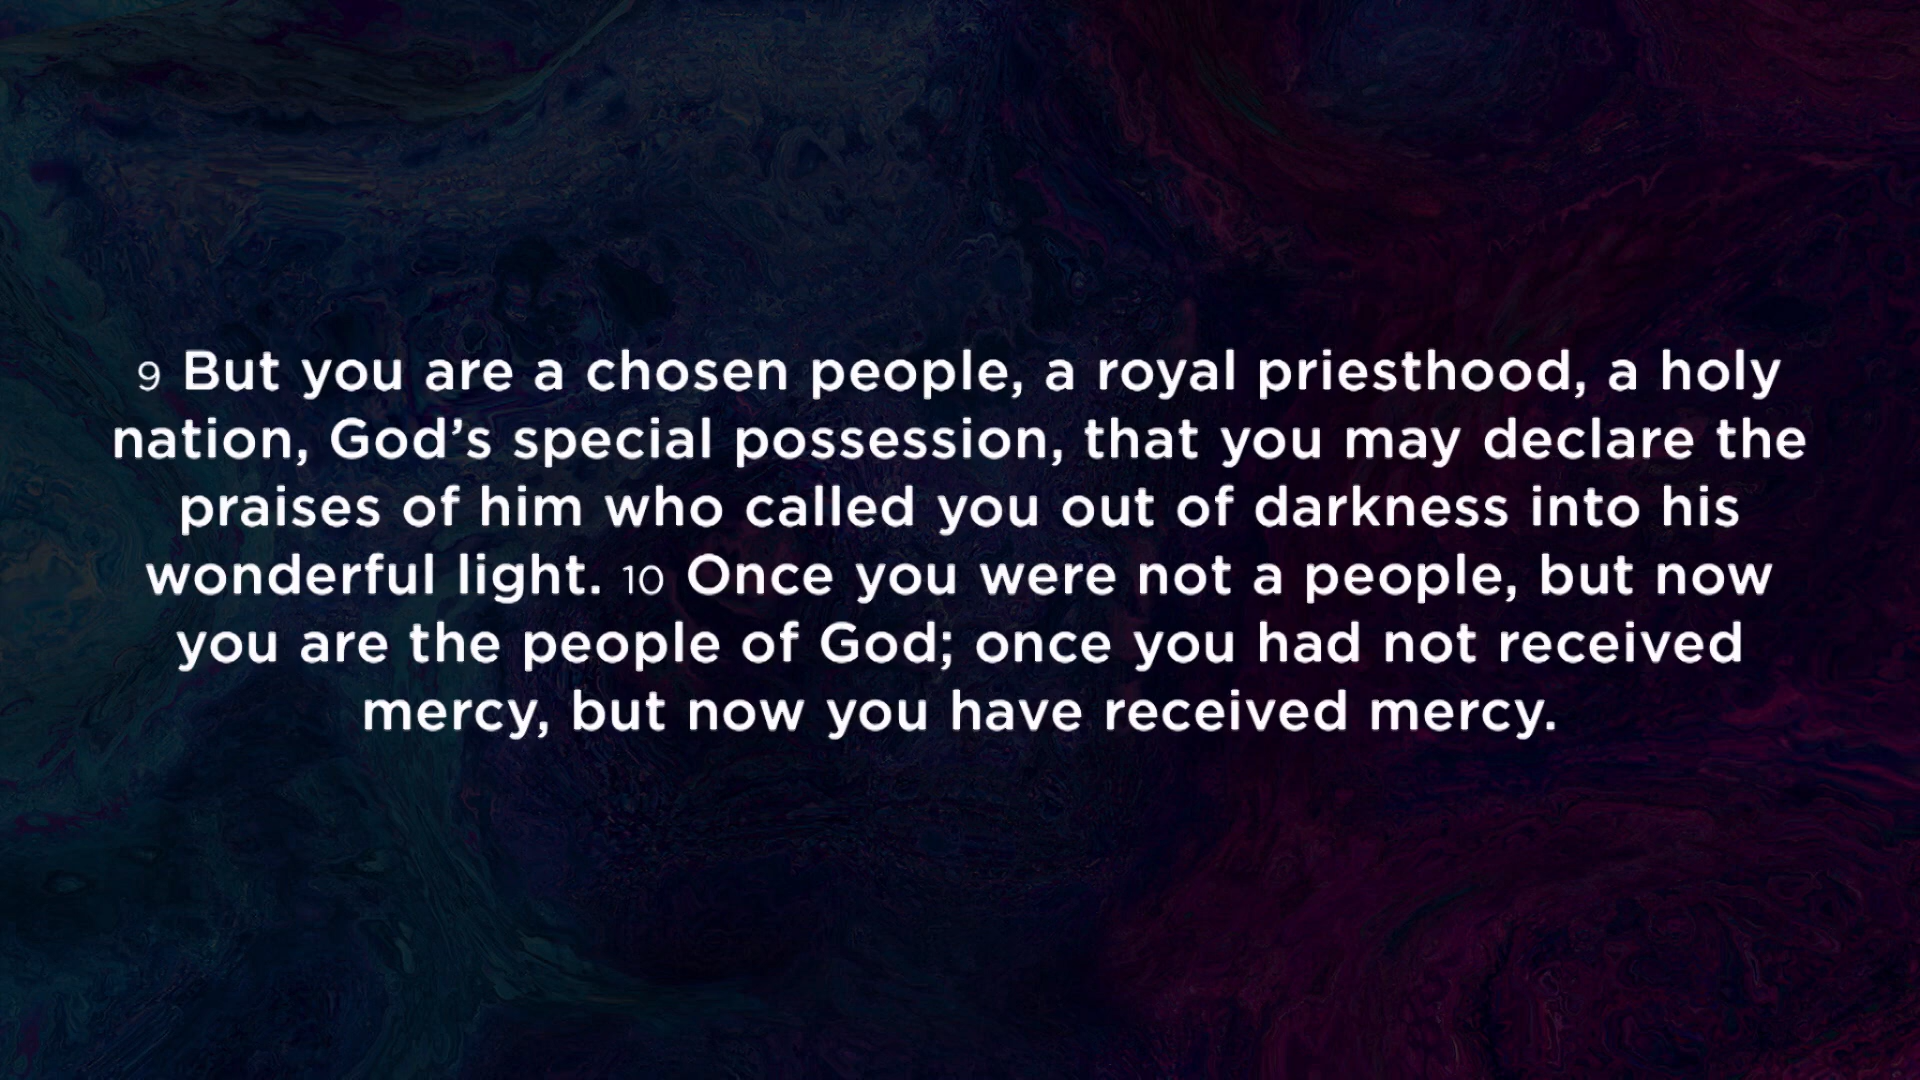 9 But you are a chosen people, a royal priesthood, a holy
nation, God’s special possession, that you may declare the
praises of him who called you out of darkness into his
wonderful light. 10 Once you were not a people, but now
you are the people of God; once you had not received
mercy, but now you have received mercy.